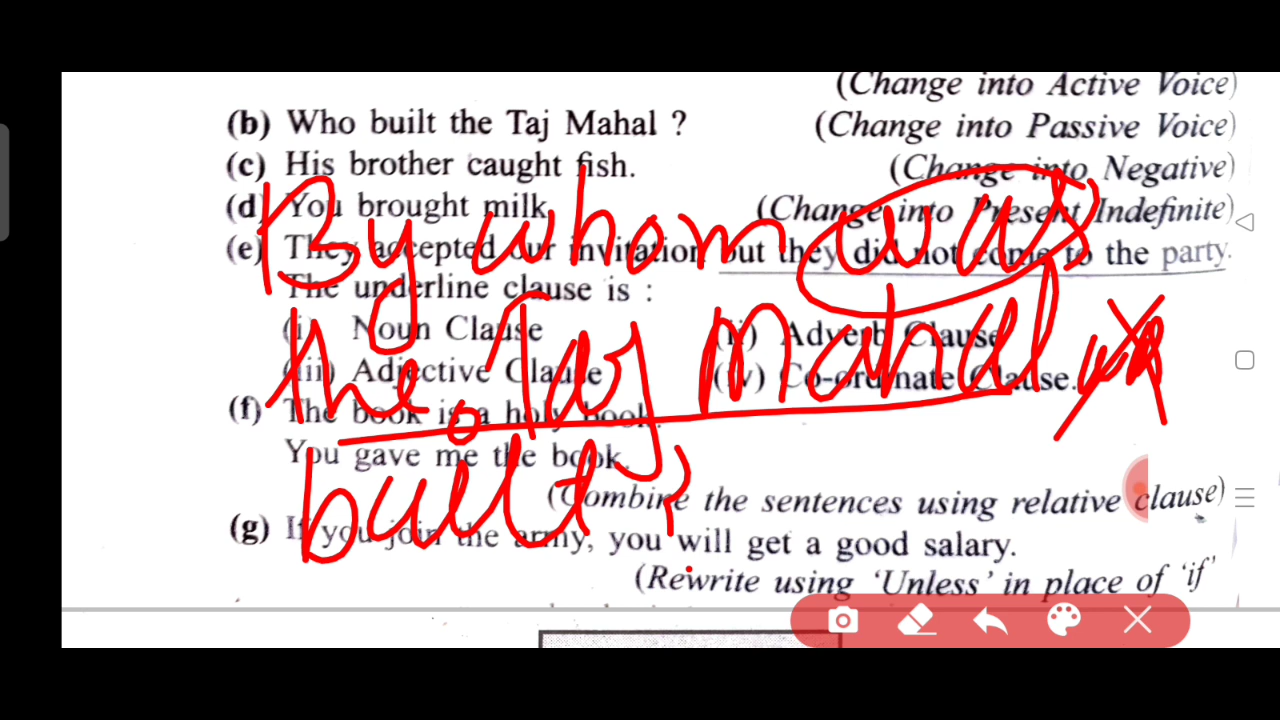 (Change into Active Voice)
(b) Who built the Taj Mahal ? (Change into Passive Voice)
(c) His brother caught fish. (Change into Negative)
(d) You brought milk. (Change into Present Indefinite)
(e) They accepted our invitation but they did not come to the party.
The underline clause is :
(i) Noun Clause (ii) Adverb Clause
(iii) Adjective Clause (iv) Co-ordinate Clause.
(f) The book is a holy book.
You gave me the book.
(Combine the sentences using relative clause)
(g) If you join the army, you will get a good salary.
(Rewrite using 'Unless' in place of 'if'
By whom was
the Taj Mahal
built ?